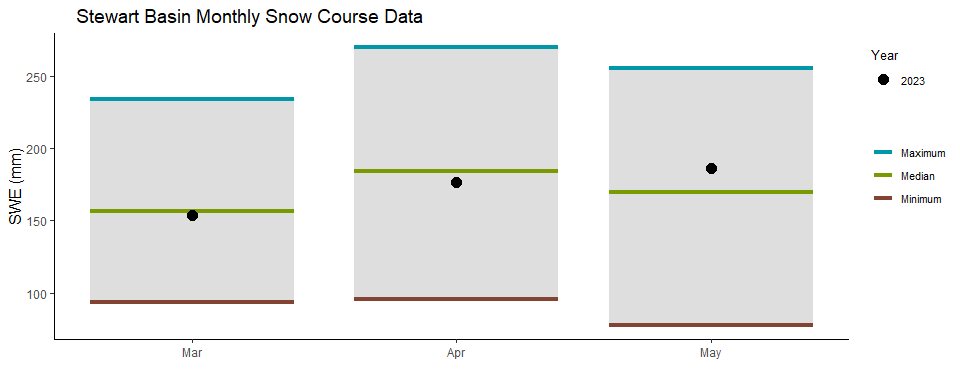 Stewart Basin Monthly Snow Course Data
SWE (mm)
250
200
150
100
Mar
Apr
May
Year
2023
Maximum
Median
Minimum